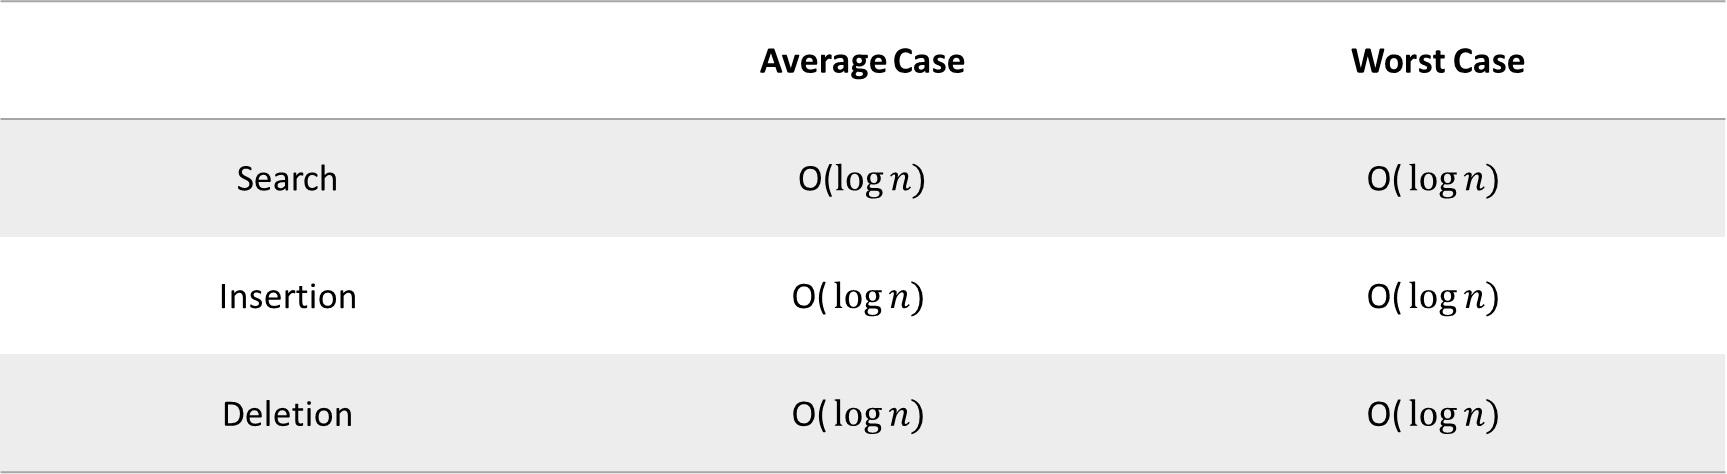 Average Case Worst Case
Search O(log n) O( log n)
Insertion O( log n) O( log n)
Deletion O( log n) O( log n)